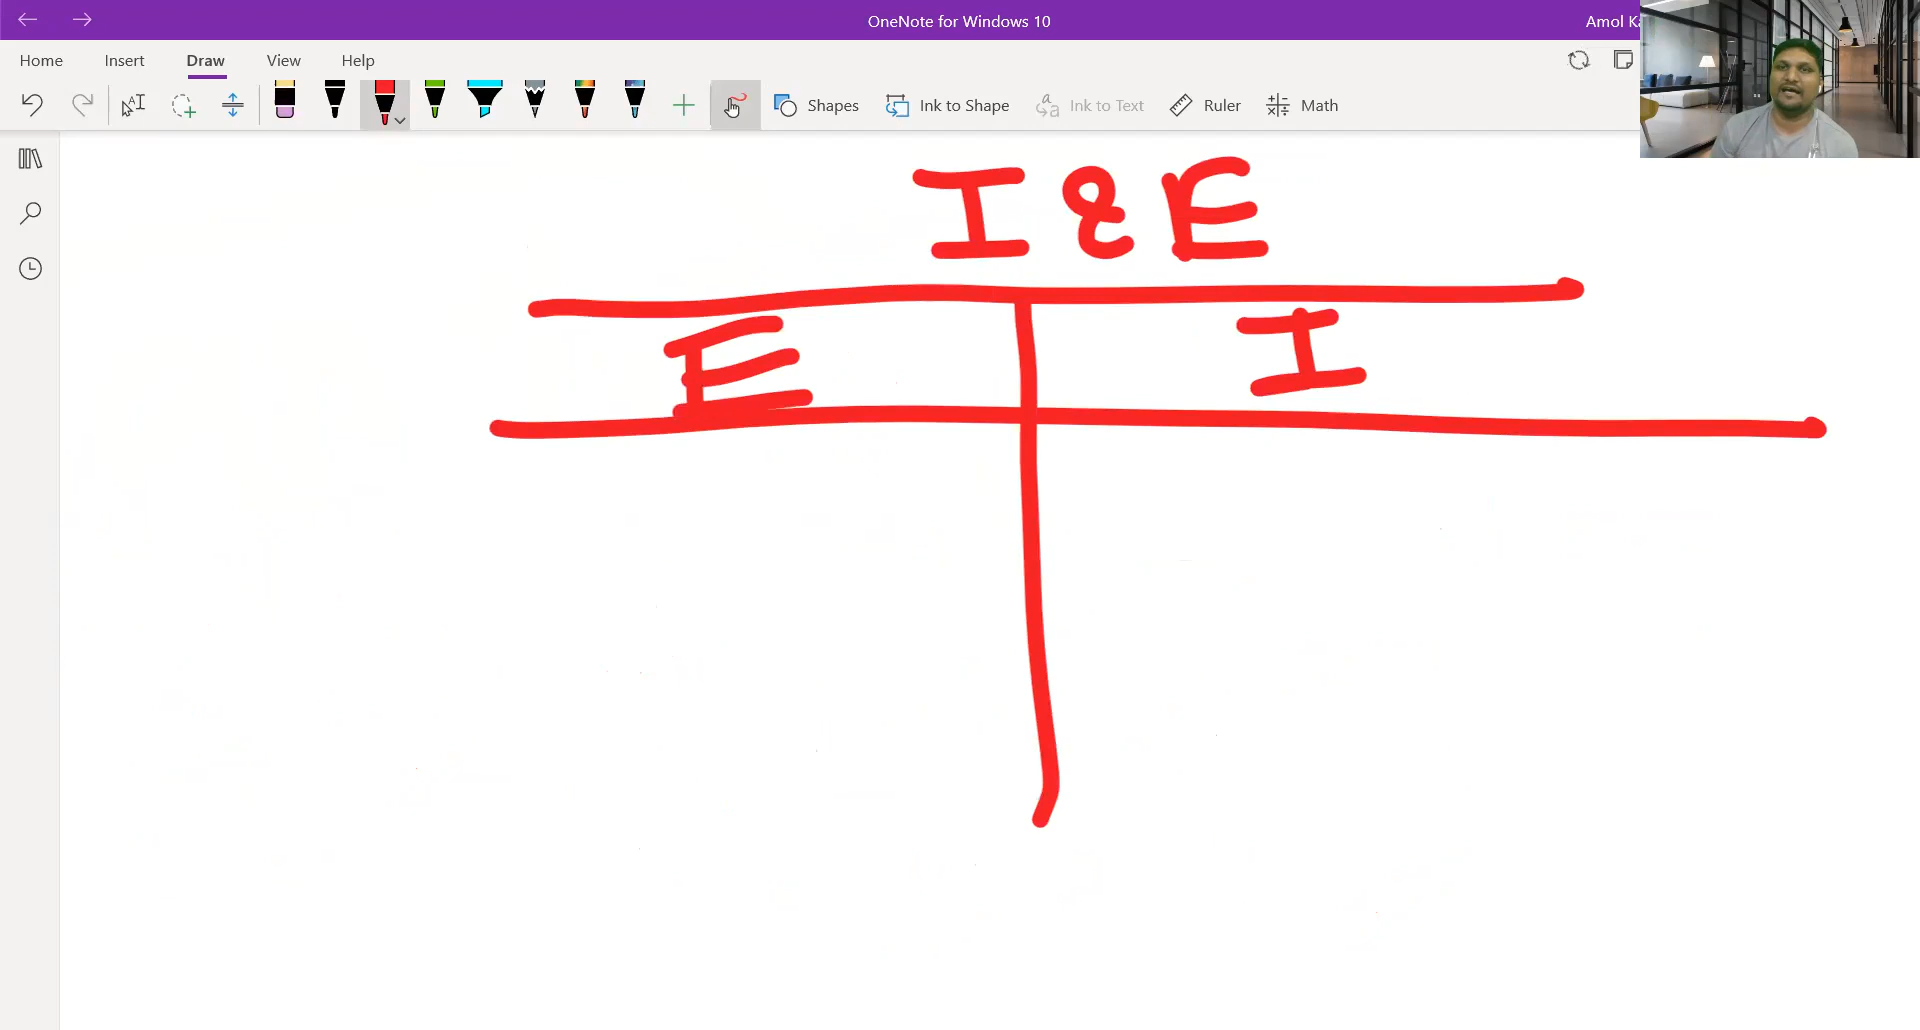 OneNote for Windows 10
Amol Ka
Home Insert Draw View Help
Shapes Ink to Shape Ink to Text Ruler Math
I & E
E I